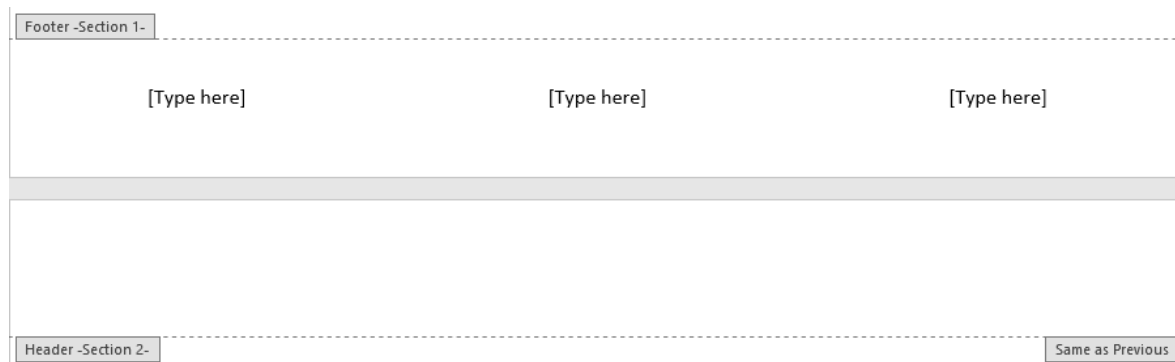 Footer -Section 1-
[Type here] [Type here] [Type here]
Header -Section 2- Same as Previous